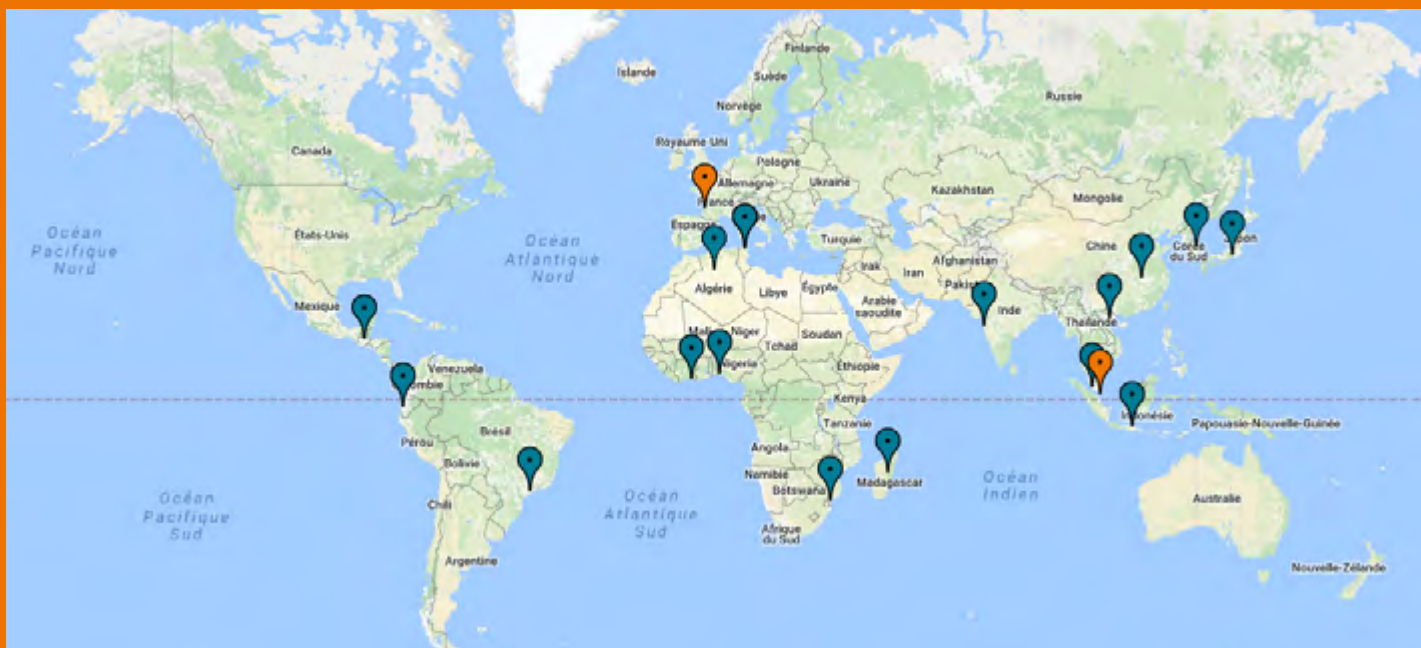 Islande
Finlande
Suède
Norvège
Russie
Royaume Uni
Canada
Pologne
Allemagne
Ukraine
Kazakhstan
Mongolie
France
Espagne
États-Unis
Océan
Pacifique
Nord
Océan
Atlantique
Nord
Turquie
Chine
Corée
du Sud
Japon
Afghanistan
Irak
Iran
Algérie
Libye
Égypte
Pakistan
Arabie
saoudite
Inde
Mexique
Mali
Niger
Soudan
Thaïlande
Tchad
Nigeria
Éthiopie
Venezuela
Colombie
Kenya
Indonésie
Papouasie-Nouvelle-Guinée
Tanzanie
Brésil
Pérou
Angola
Bolivie
Namibie
Botswana
Madagascar
Océan
Indien
Océan
Pacifique
Sud
Océan
Atlantique
Sud
Chili
Australie
Afrique
du Sud
Argentine
Nouvelle-Zélande